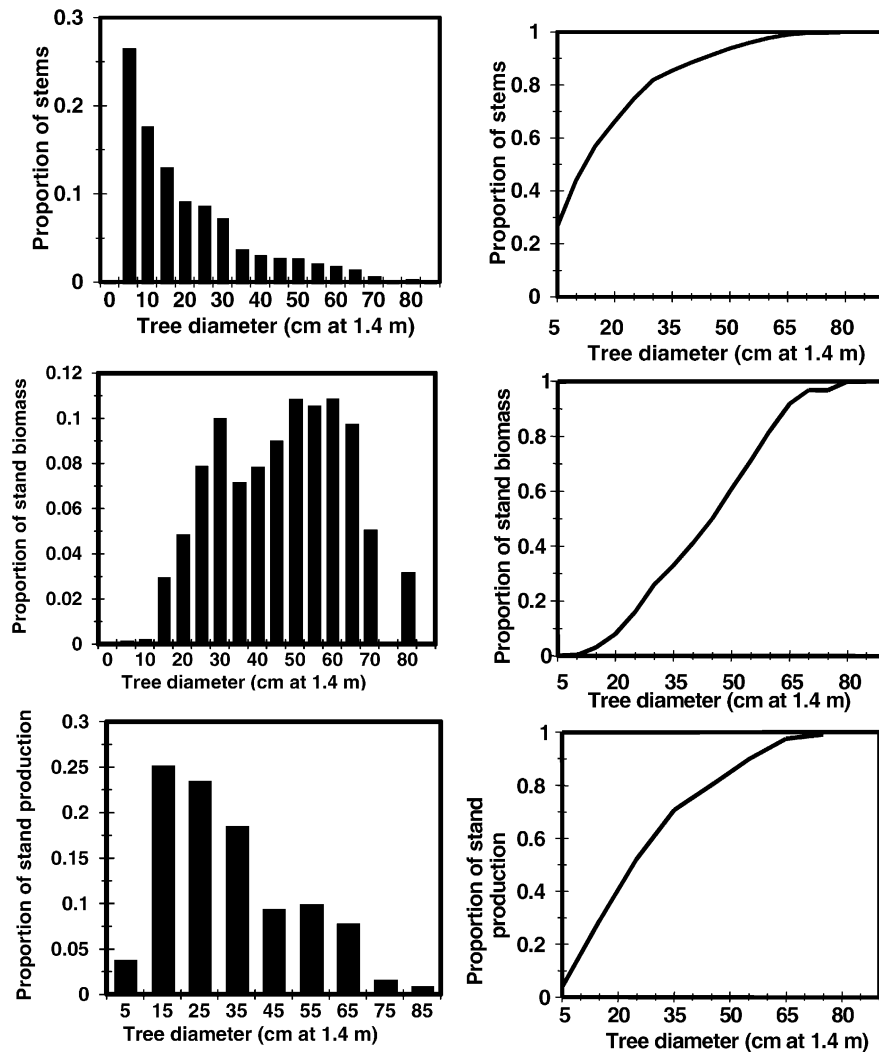 0.3
0.2
0.1
0
Proportion of stems
0 10 20 30 40 50 60 70 80
Tree diameter (cm at 1.4 m)
1
0.8
0.6
0.4
0.2
0
Proportion of stems
5 20 35 50 65 80
Tree diameter (cm at 1.4 m)
0.12
0.1
0.08
0.06
0.04
0.02
0
Proportion of stand biomass
0 10 20 30 40 50 60 70 80
Tree diameter (cm at 1.4 m)
1
0.8
0.6
0.4
0.2
0
Proportion of stand biomass
5 20 35 50 65 80
Tree diameter (cm at 1.4 m)
0.3
0.25
0.2
0.15
0.1
0.05
0
Proportion of stand production
5 15 25 35 45 55 65 75 85
Tree diameter (cm at 1.4 m)
1
0.8
0.6
0.4
0.2
0
Proportion of stand
production
5 20 35 50 65 80
Tree diameter (cm at 1.4 m)